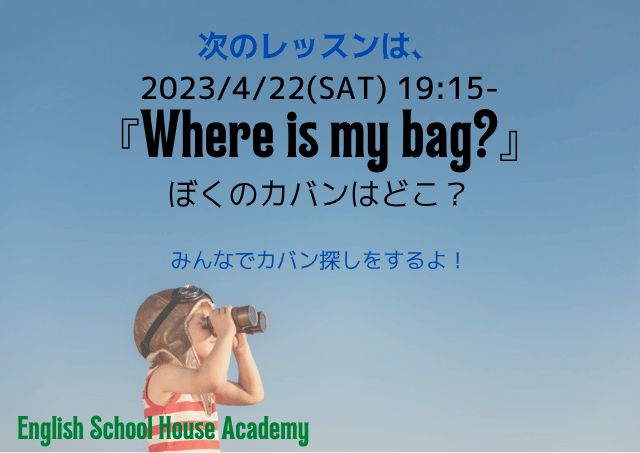 次のレッスンは、
2023/4/22(SAT) 19:15-
『Where is my bag?』
ぼくのカバンはどこ？
みんなでカバン探しをするよ！
English School House Academy